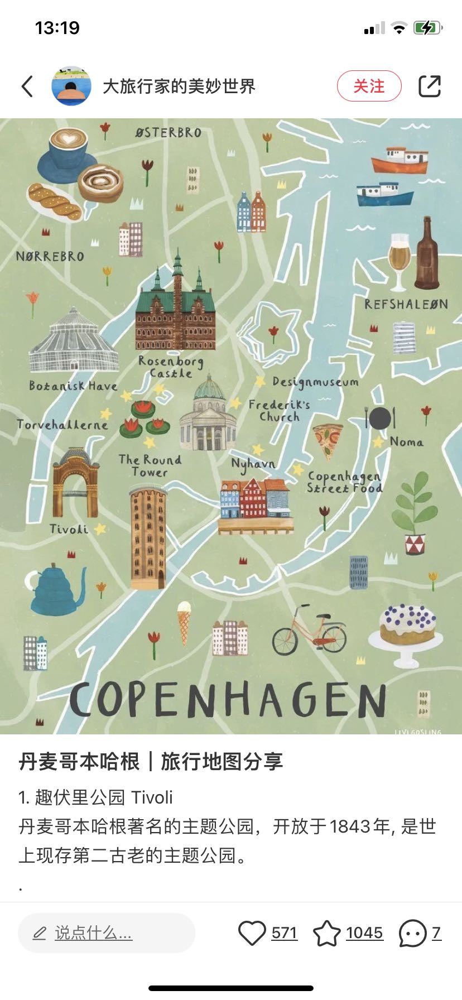 13:19
大旅行家的美妙世界
关注
ØSTERBRO
NØRREBRO
REFSHALEØN
Rosenborg
Castle
Botanisk Have
Designmuseum
Frederik's
Church
Torvehallerne
Noma
The Round
Tower
Nyhavn
Copenhagen
Street Food
Tivoli
COPENHAGEN
LIVI GOSLING
丹麦哥本哈根｜旅行地图分享
1. 趣伏里公园 Tivoli
丹麦哥本哈根著名的主题公园，开放于1843年, 是世
上现存第二古老的主题公园。
.
说点什么...
571
1045
7